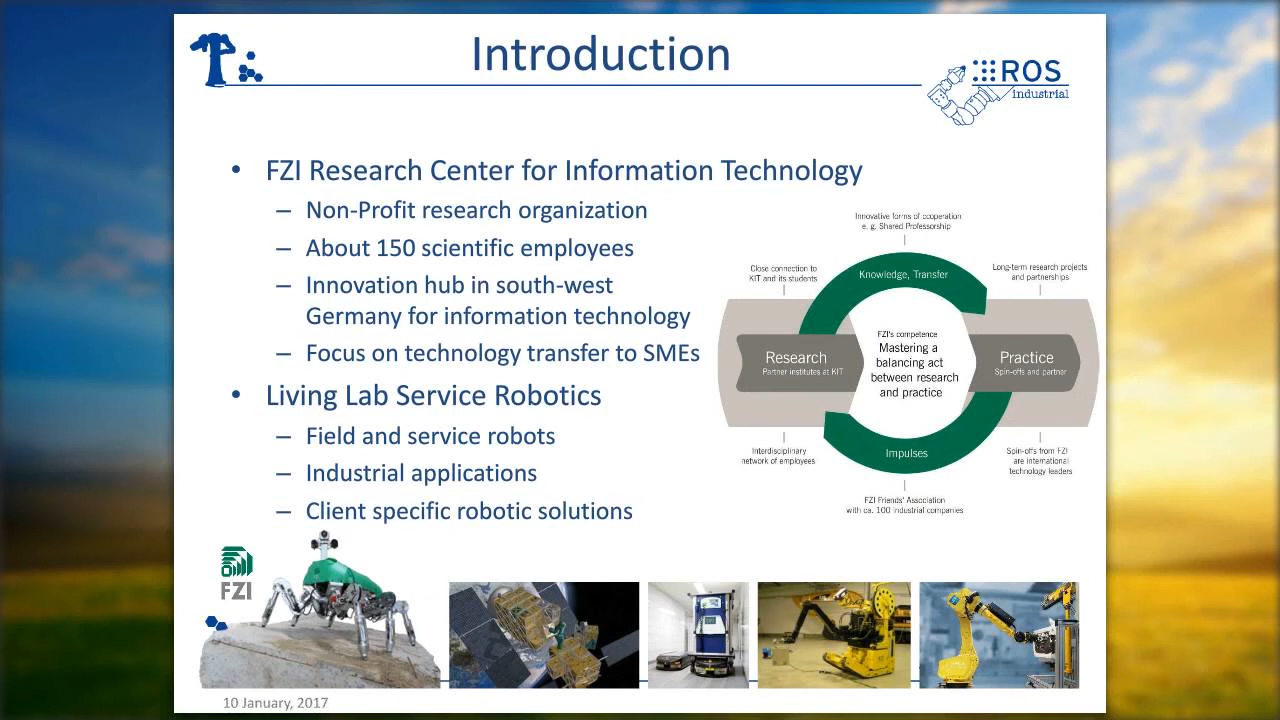 Introduction
ROS
industrial
• FZI Research Center for Information Technology
– Non-Profit research organization
– About 150 scientific employees
– Innovation hub in south-west
Germany for information technology
– Focus on technology transfer to SMEs
• Living Lab Service Robotics
– Field and service robots
– Industrial applications
– Client specific robotic solutions
Innovative forms of cooperation
e. g. Shared Professorship
Close connection to
KIT and its students
Knowledge, Transfer
Long-term research projects
and partnerships
Research
Partner institutes at KIT
FZI's competence
Mastering a
balancing act
between research
and practice
Practice
Spin-offs and partner
Interdisciplinary
network of employees
Impulses
Spin-offs from FZI
are international
technology leaders
FZI Friends' Association
with ca. 100 industrial companies
FZI
10 January, 2017